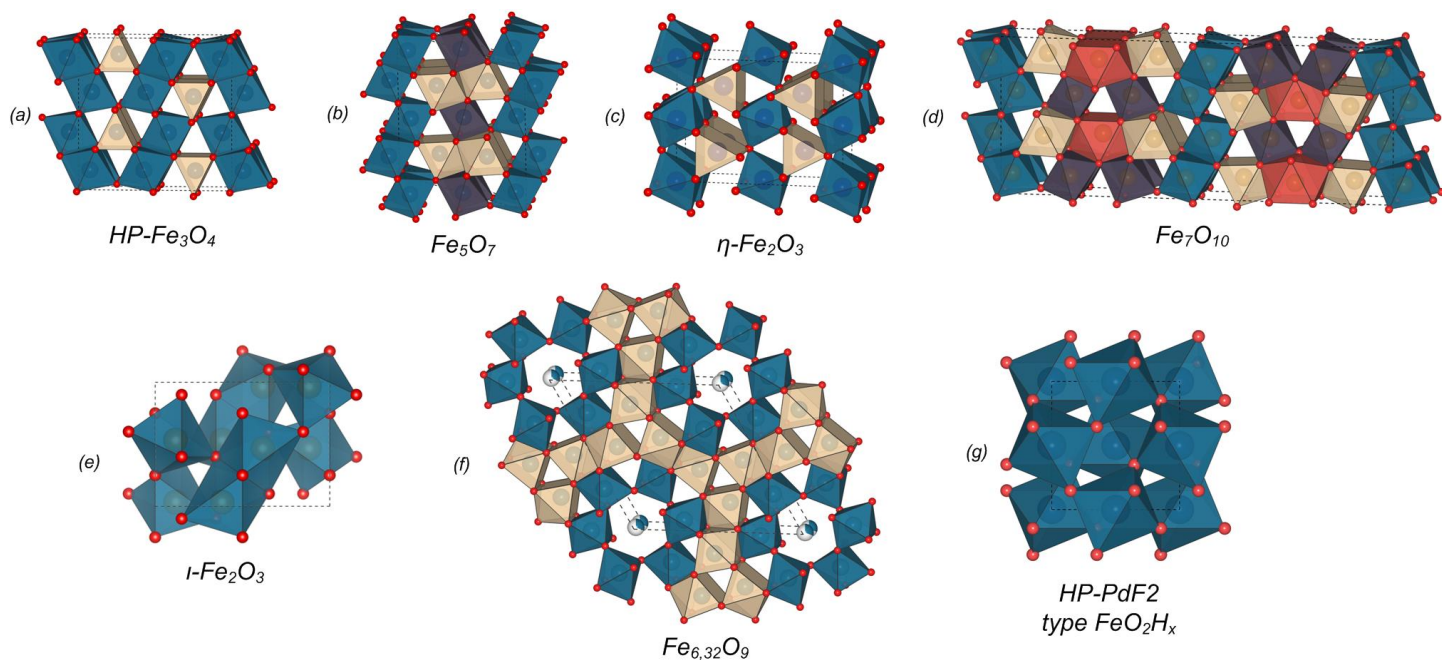 (a)
(b)
(c)
(d)
HP-Fe₃O₄
Fe₅O₇
η-Fe₂O₃
Fe₇O₁₀
(e)
(f)
(g)
ι-Fe₂O₃
Fe₆,₃₂O₉
HP-PdF2
type FeO₂Hₓ